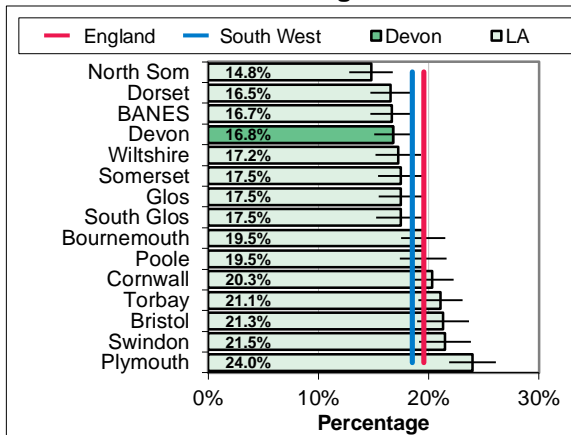 England South West Devon LA
North Som 14.8%
Dorset 16.5%
BANES 16.7%
Devon 16.8%
Wiltshire 17.2%
Somerset 17.5%
Glos 17.5%
South Glos 17.5%
Bournemouth 19.5%
Poole 19.5%
Cornwall 20.3%
Torbay 21.1%
Bristol 21.3%
Swindon 21.5%
Plymouth 24.0%
0% 10% 20% 30%
Percentage